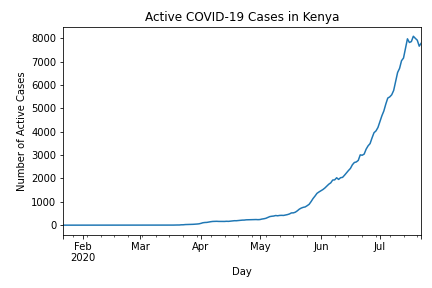 Active COVID-19 Cases in Kenya
8000
7000
6000
5000
4000
3000
2000
1000
0
Number of Active Cases
Feb Mar Apr May Jun Jul
2020
Day